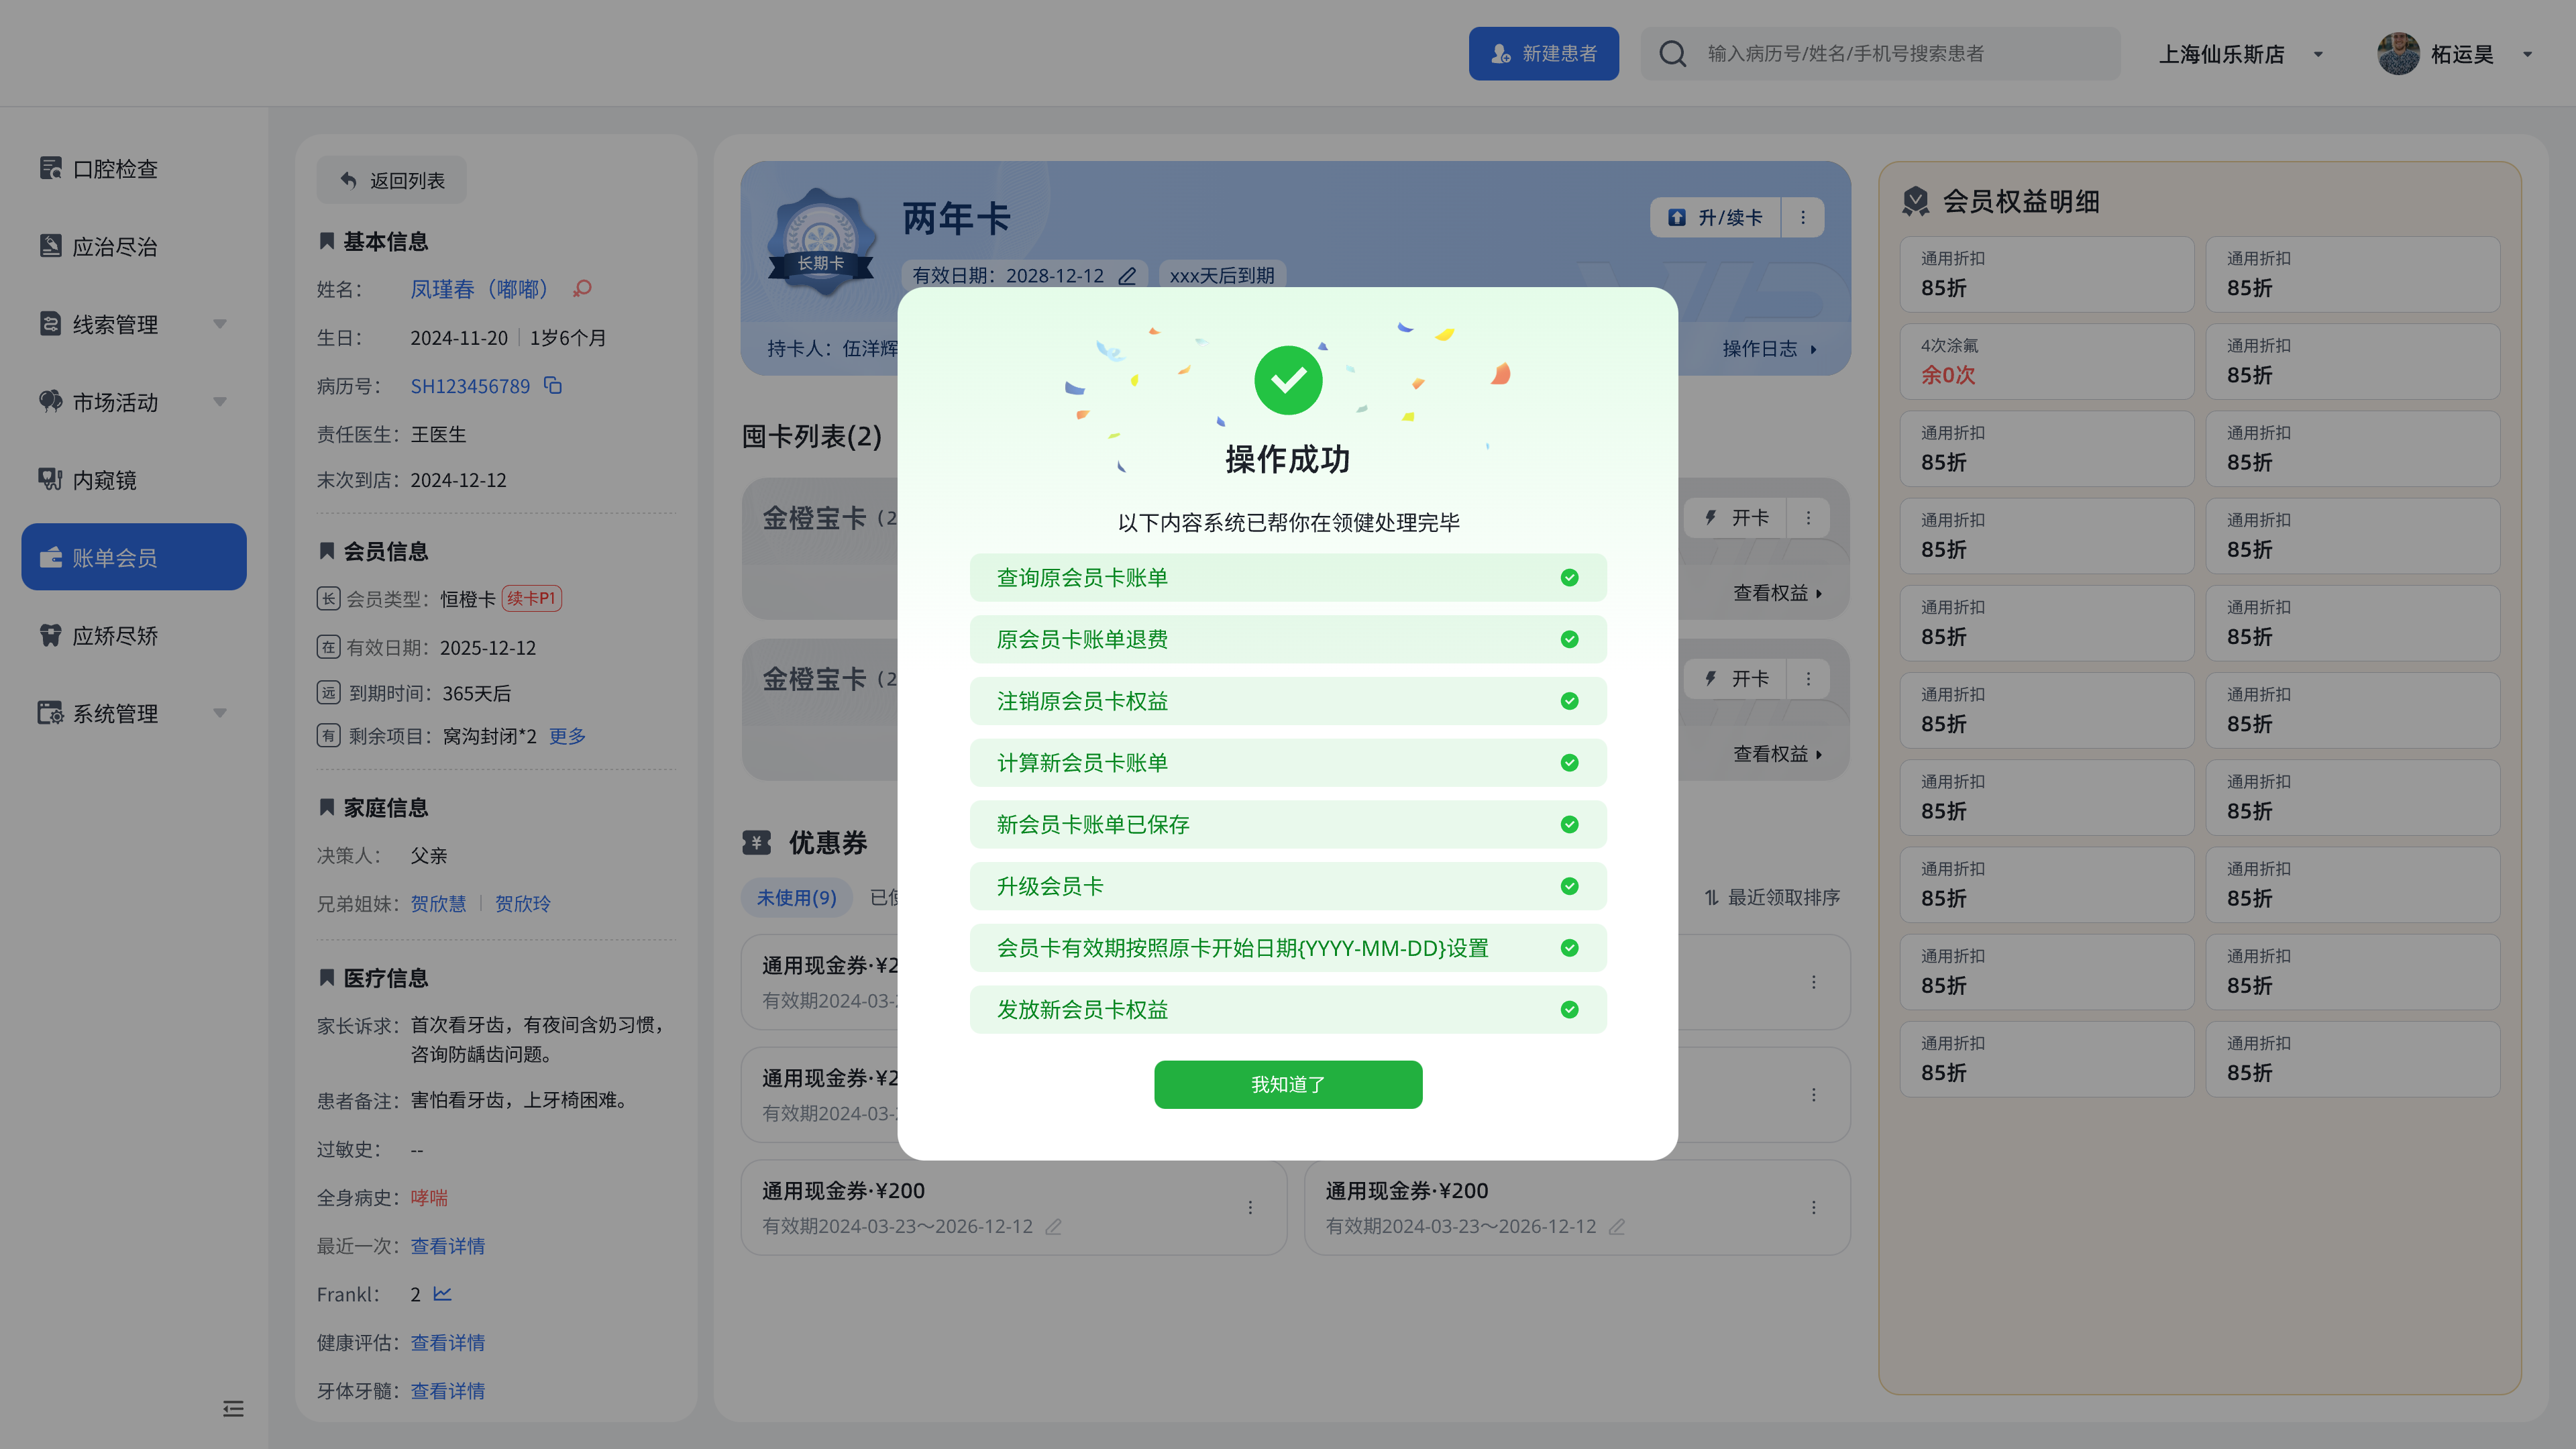 新建患者
输入病历号/姓名/手机号搜索患者
上海仙乐斯店
柘运昊
口腔检查
应治尽治
线索管理
市场活动
内窥镜
账单会员
应矫尽矫
系统管理
返回列表
基本信息
姓名：凤瑾春（嘟嘟）
生日：2024-11-20 1岁6个月
病历号：SH123456789
责任医生：王医生
末次到店：2024-12-12
会员信息
长 会员类型：恒橙卡 续卡P1
在 有效日期：2025-12-12
远 到期时间：365天后
有 剩余项目：窝沟封闭*2 更多
家庭信息
决策人：父亲
兄弟姐妹：贺欣慧 贺欣玲
医疗信息
家长诉求：首次看牙齿，有夜间含奶习惯，
咨询防龋齿问题。
患者备注：害怕看牙齿，上牙椅困难。
过敏史：--
全身病史：哮喘
最近一次：查看详情
Frankl：2
健康评估：查看详情
牙体牙髓：查看详情
长期卡
两年卡
升/续卡
有效日期：2028-12-12
xxx天后到期
持卡人：伍洋辉
操作日志
囤卡列表(2)
金橙宝卡（2
开卡
查看权益
金橙宝卡（2
开卡
查看权益
¥ 优惠券
未使用(9)
已使
最近领取排序
通用现金券·¥2
有效期2024-03-
通用现金券·¥2
有效期2024-03-
通用现金券·¥200
有效期2024-03-23～2026-12-12
通用现金券·¥200
有效期2024-03-23～2026-12-12
操作成功
以下内容系统已帮你在领健处理完毕
查询原会员卡账单
原会员卡账单退费
注销原会员卡权益
计算新会员卡账单
新会员卡账单已保存
升级会员卡
会员卡有效期按照原卡开始日期{YYYY-MM-DD}设置
发放新会员卡权益
我知道了
会员权益明细
通用折扣 通用折扣
85折 85折
4次涂氟 通用折扣
余0次 85折
通用折扣 通用折扣
85折 85折
通用折扣 通用折扣
85折 85折
通用折扣 通用折扣
85折 85折
通用折扣 通用折扣
85折 85折
通用折扣 通用折扣
85折 85折
通用折扣 通用折扣
85折 85折
通用折扣 通用折扣
85折 85折
通用折扣 通用折扣
85折 85折